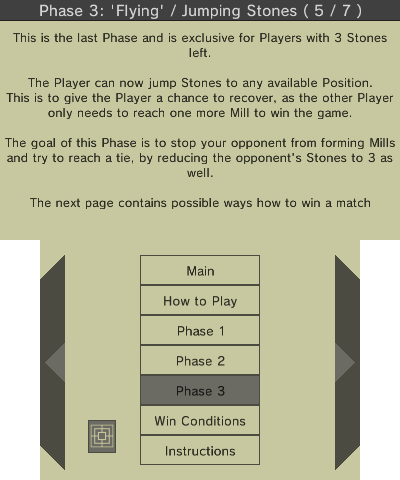 Phase 3: 'Flying' / Jumping Stones ( 5 / 7 )
This is the last Phase and is exclusive for Players with 3 Stones
left.
The Player can now jump Stones to any available Position.
This is to give the Player a chance to recover, as the other Player
only needs to reach one more Mill to win the game.
The goal of this Phase is to stop your opponent from forming Mills
and try to reach a tie, by reducing the opponent's Stones to 3 as
well.
The next page contains possible ways how to win a match
Main
How to Play
Phase 1
Phase 2
Phase 3
Win Conditions
Instructions